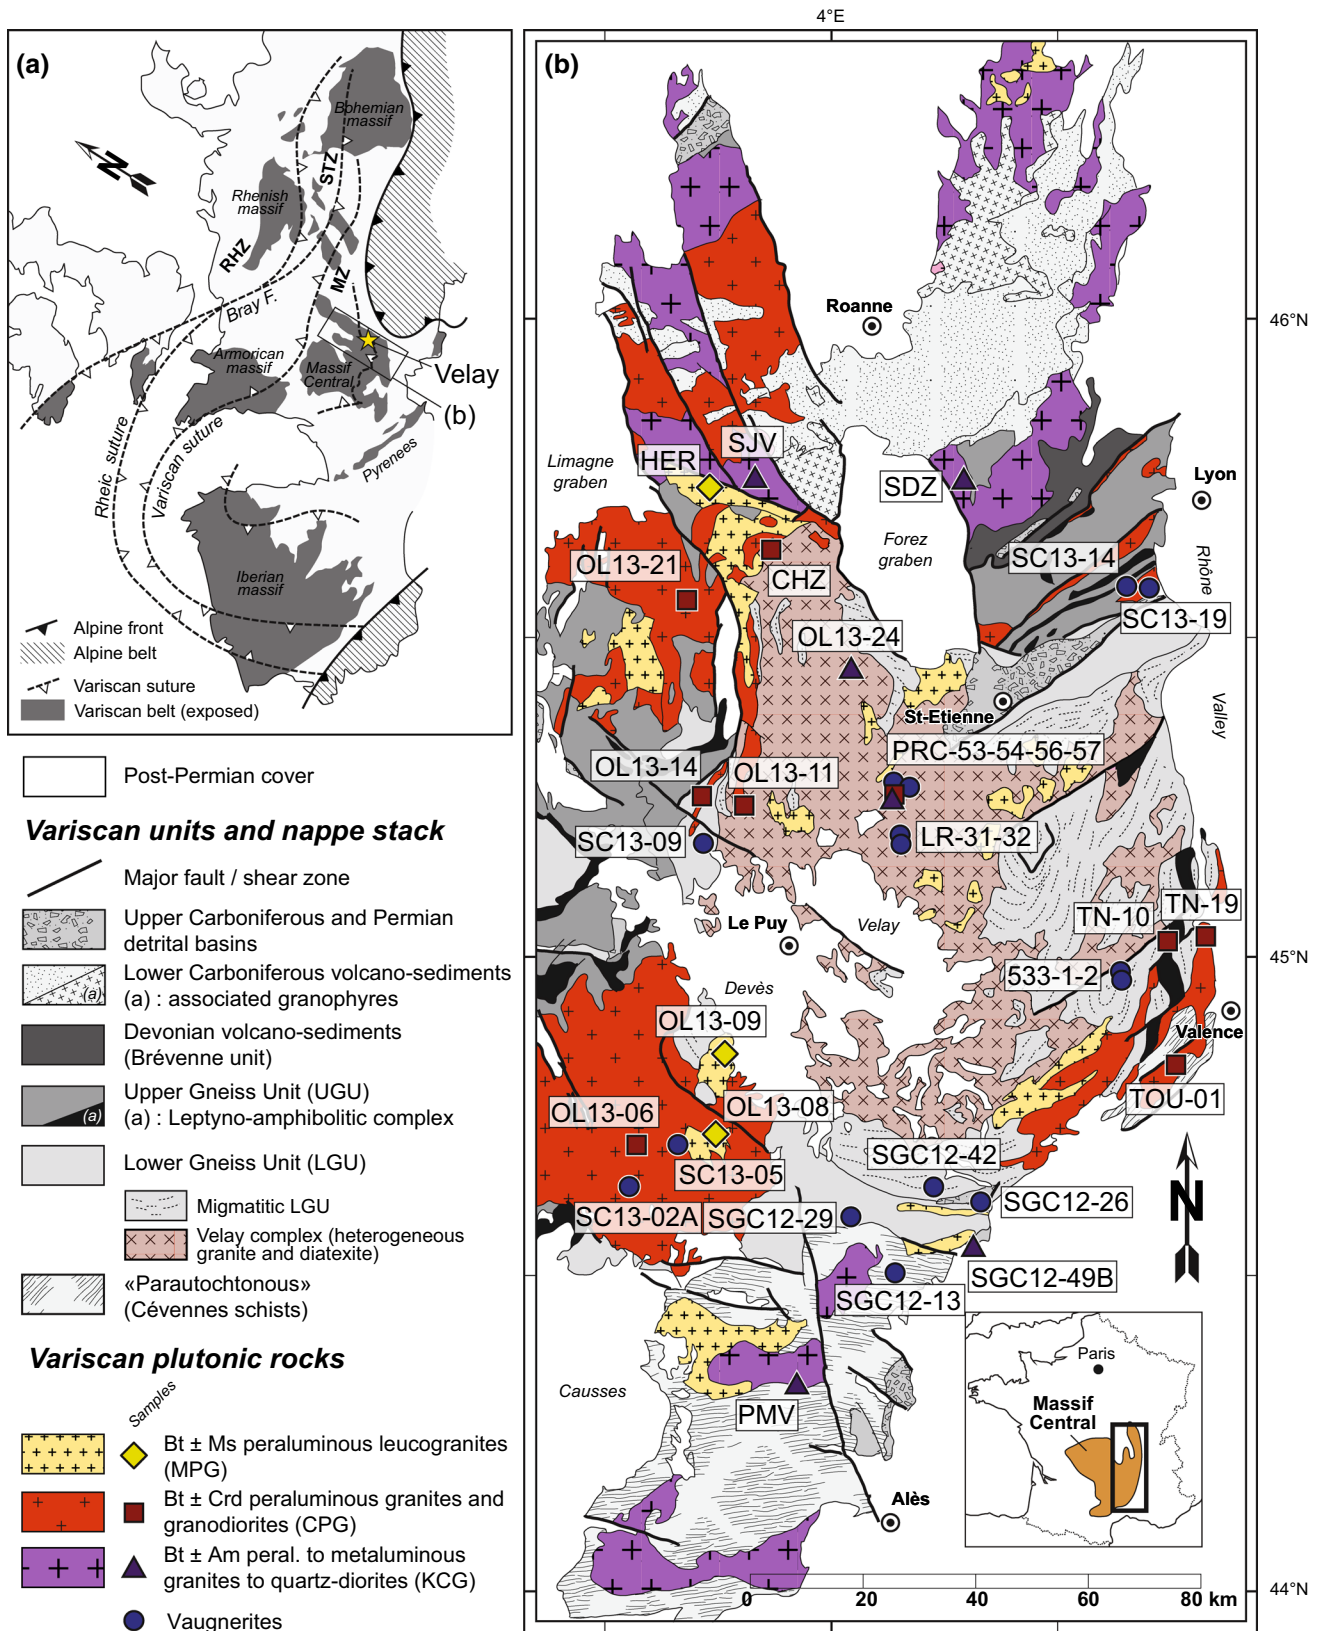 4°E
(a)
Bohemian
massif
N
STZ
Rhenish
massif
RHZ
MZ
Bray F.
Armorican
massif
Massif
Central
Velay
(b)
Rheic suture
Variscan suture
Pyrenees
Iberian
massif
Alpine front
Alpine belt
Variscan suture
Variscan belt (exposed)
Post-Permian cover
Variscan units and nappe stack
Major fault / shear zone
Upper Carboniferous and Permian
detrital basins
Lower Carboniferous volcano-sediments
(a) : associated granophyres
(a)
Devonian volcano-sediments
(Brévenne unit)
Upper Gneiss Unit (UGU)
(a) : Leptyno-amphibolitic complex
(a)
Lower Gneiss Unit (LGU)
Migmatitic LGU
Velay complex (heterogeneous
granite and diatexite)
«Parautochtonous»
(Cévennes schists)
Variscan plutonic rocks
Samples
Bt ± Ms peraluminous leucogranites
(MPG)
Bt ± Crd peraluminous granites and
granodiorites (CPG)
Bt ± Am peral. to metaluminous
granites to quartz-diorites (KCG)
Vaugnerites
(b)
Roanne
46°N
SJV
HER
Limagne
graben
SDZ
Lyon
Forez
graben
SC13-14
Rhône
OL13-21
CHZ
SC13-19
OL13-24
Valley
St-Etienne
PRC-53-54-56-57
OL13-14
OL13-11
SC13-09
LR-31-32
TN-19
TN-10
Le Puy
Velay
45°N
533-1-2
Devès
OL13-09
Valence
OL13-06
OL13-08
TOU-01
SC13-05
SGC12-42
N
SC13-02A
SGC12-29
SGC12-26
SGC12-49B
SGC12-13
Paris
Causses
Massif
Central
PMV
Alès
0 20 40 60 80 km
44°N